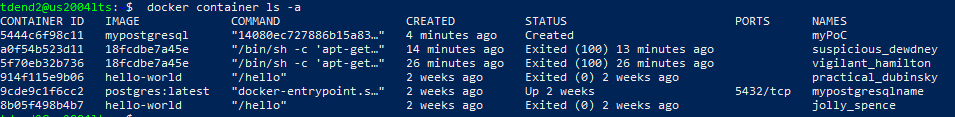 tdend2@us2004lts:~$ docker container ls -a
CONTAINER ID IMAGE COMMAND CREATED STATUS PORTS NAMES
5444c6f98c11 mypostgresql "14080ec727886b15a83…" 4 minutes ago Created myPoC
a0f54b523d11 18fcdbe7a45e "/bin/sh -c 'apt-get…" 14 minutes ago Exited (100) 13 minutes ago suspicious_dewdney
5f70eb32b736 18fcdbe7a45e "/bin/sh -c 'apt-get…" 26 minutes ago Exited (100) 26 minutes ago vigilant_hamilton
914f115e9b06 hello-world "/hello" 2 weeks ago Exited (0) 2 weeks ago practical_dubinsky
9cde9c1f6cc2 postgres:latest "docker-entrypoint.s…" 2 weeks ago Up 2 weeks 5432/tcp mypostgresqlname
8b05f498b4b7 hello-world "/hello" 2 weeks ago Exited (0) 2 weeks ago jolly_spence